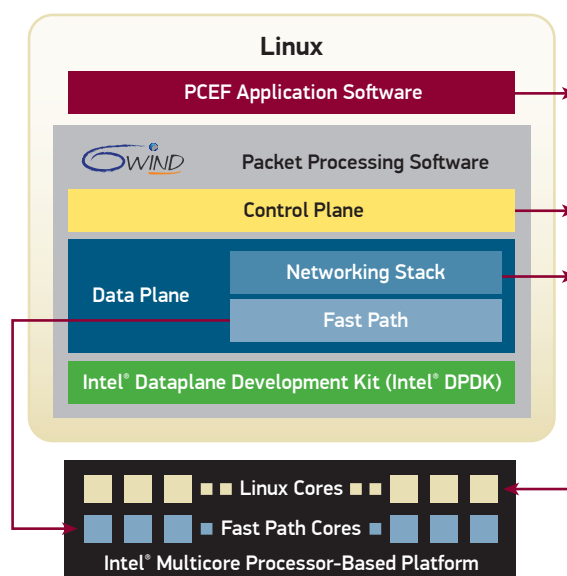 Linux
PCEF Application Software
6WIND Packet Processing Software
Control Plane
Networking Stack
Data Plane
Fast Path
Intel® Dataplane Development Kit (Intel® DPDK)
Linux Cores
Fast Path Cores
Intel® Multicore Processor-Based Platform